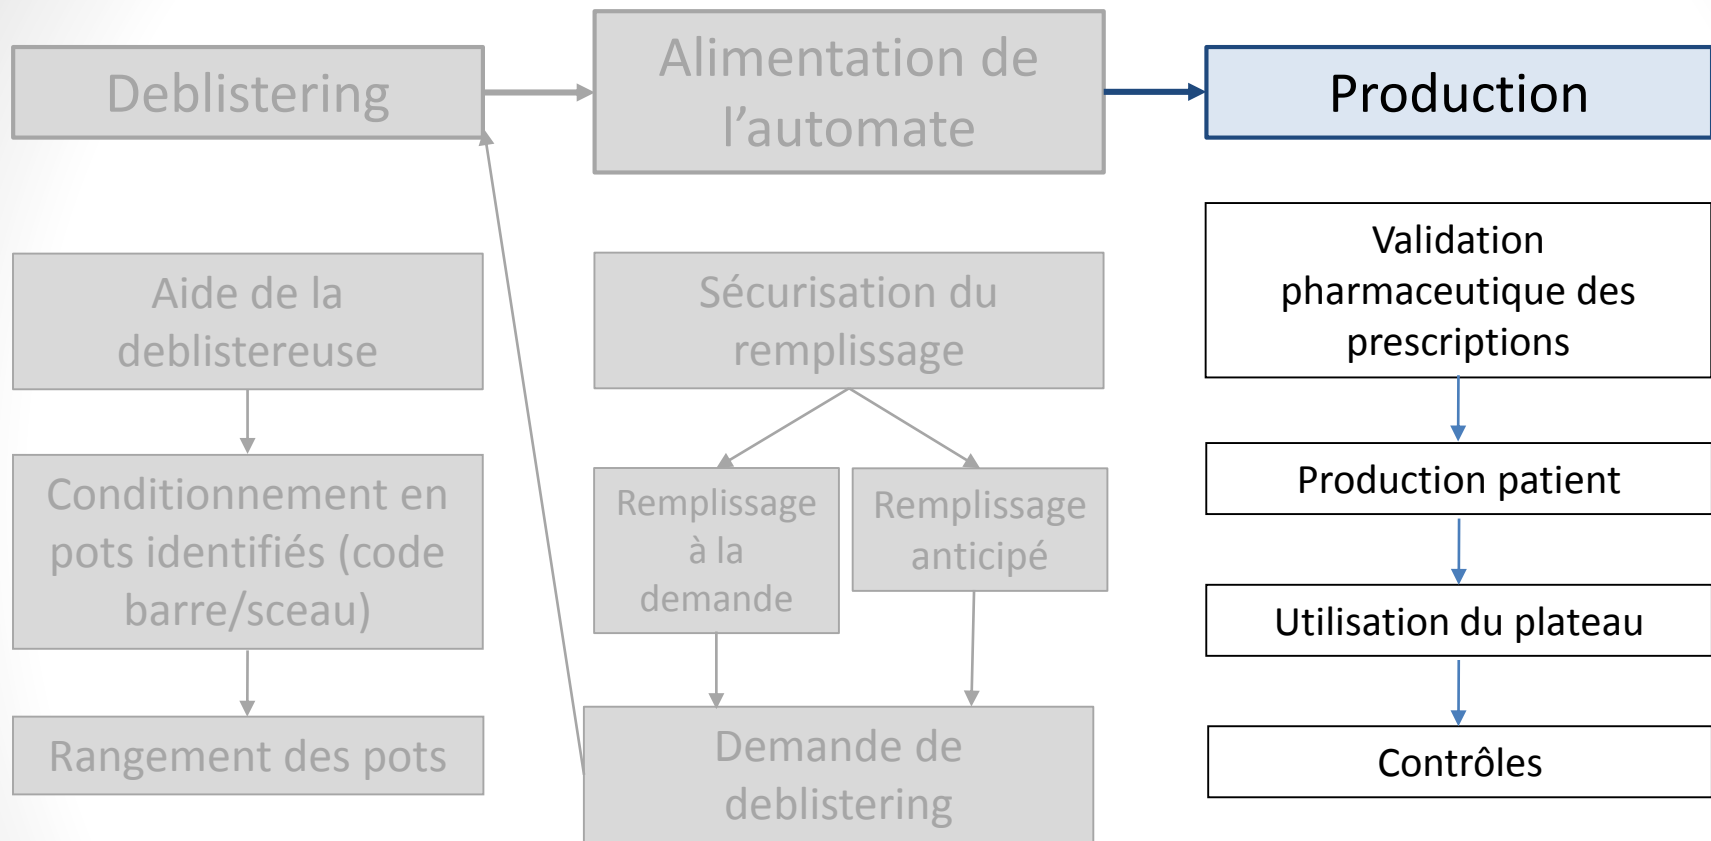 Deblistering
Alimentation de
l’automate
Production
Aide de la
deblistereuse
Conditionnement en
pots identifiés (code
barre/sceau)
Rangement des pots
Sécurisation du
remplissage
Remplissage
à la
demande
Remplissage
anticipé
Demande de
deblistering
Validation
pharmaceutique des
prescriptions
Production patient
Utilisation du plateau
Contrôles